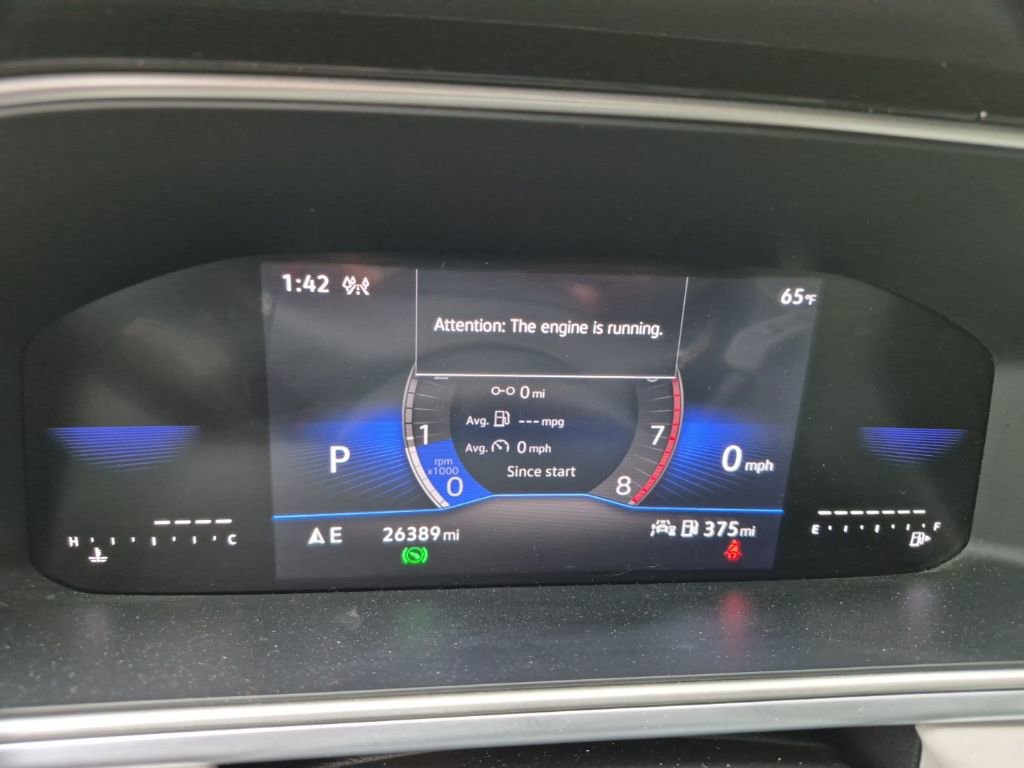 1:42
65°F
Attention: The engine is running.
0 mi
Avg. --- mpg
Avg. 0 mph
Since start
1
7
rpm
x1000
0
8
P
0 mph
H C
E
26389 mi
375 mi
E F